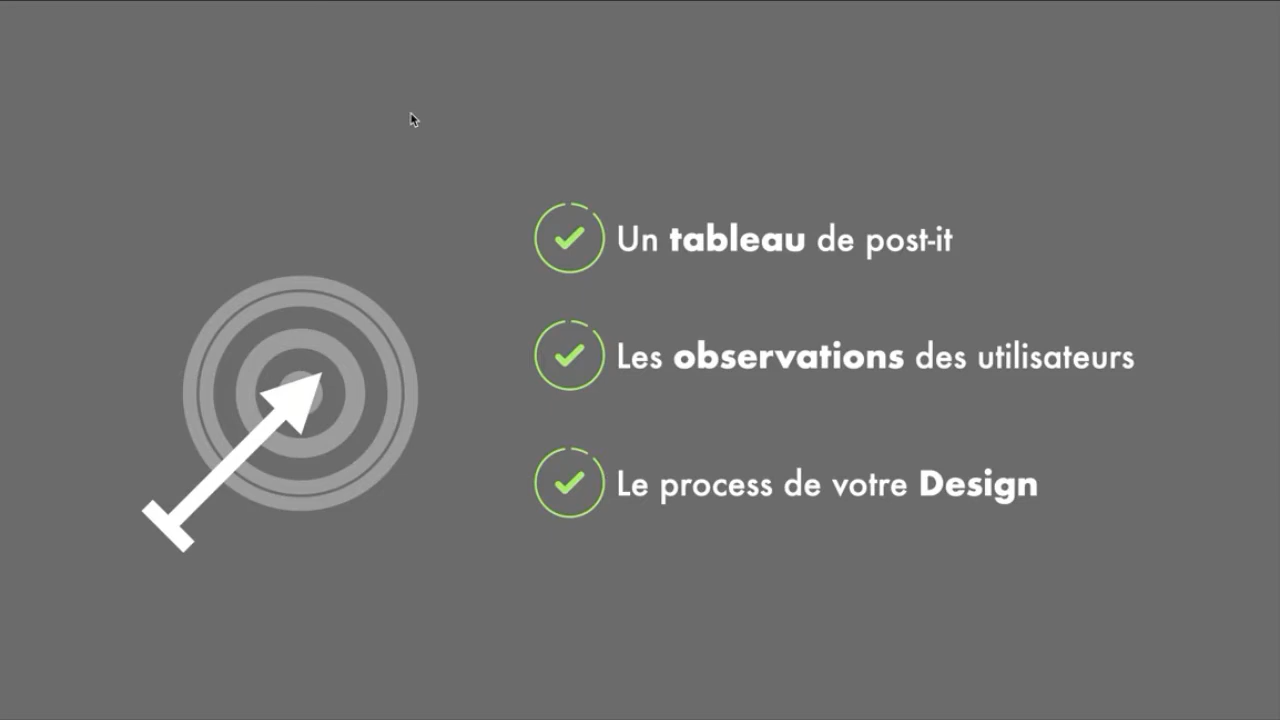 Un tableau de post-it
Les observations des utilisateurs
Le process de votre Design